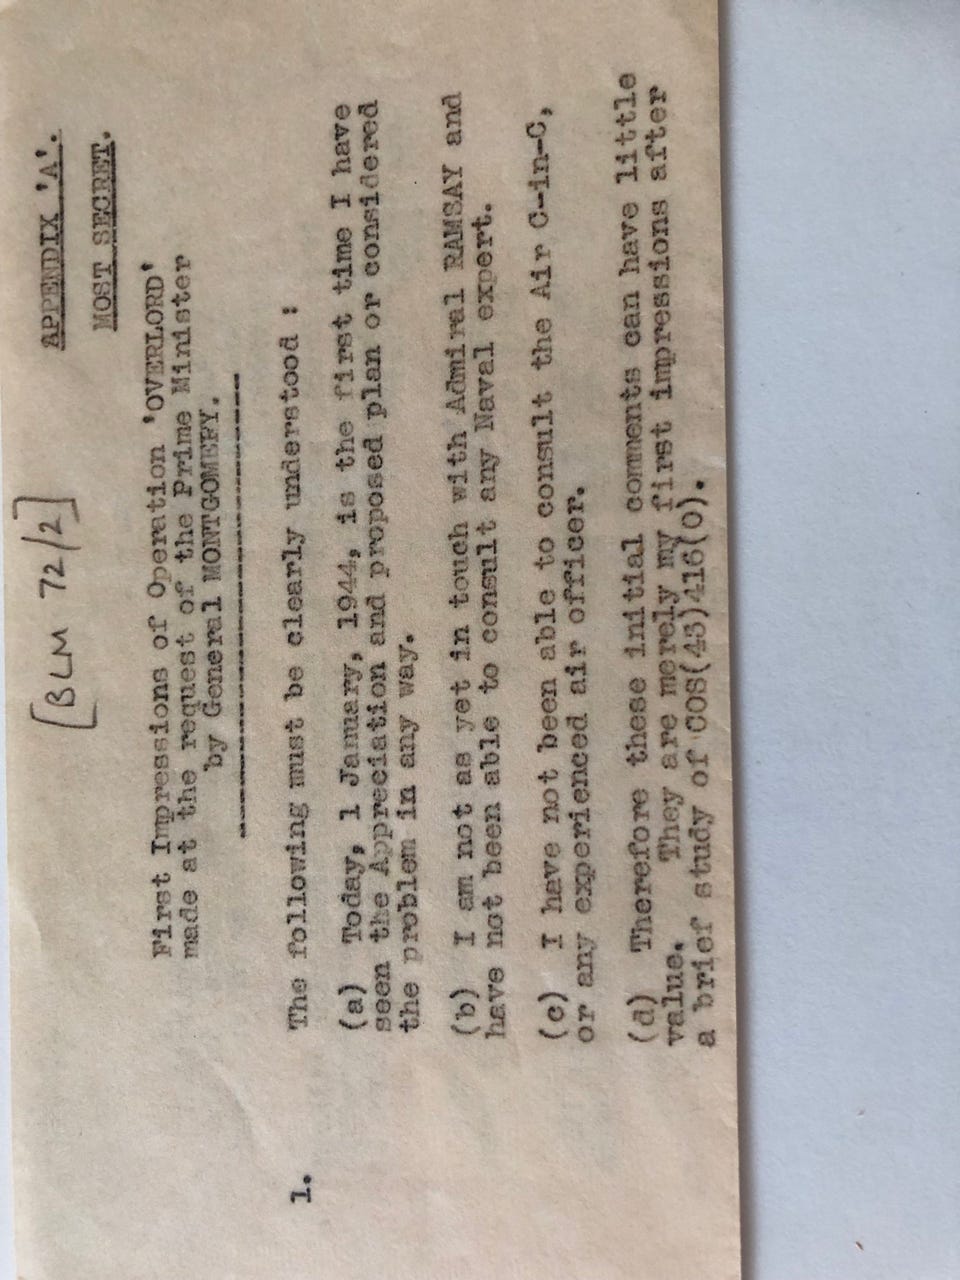 [BLM 72/2]
APPENDIX 'A'.
MOST SECRET.
First Impressions of Operation 'OVERLORD'
made at the request of the Prime Minister
by General MONTGOMERY.
1. The following must be clearly understood :
(a) Today, 1 January, 1944, is the first time I have
seen the Appreciation and proposed plan or considered
the problem in any way.
(b) I am not as yet in touch with Admiral RAMSAY and
have not been able to consult any Naval expert.
(c) I have not been able to consult the Air C-in-C,
or any experienced air officer.
(d) Therefore these initial comments can have little
value. They are merely my first impressions after
a brief study of COS(43)416(O).